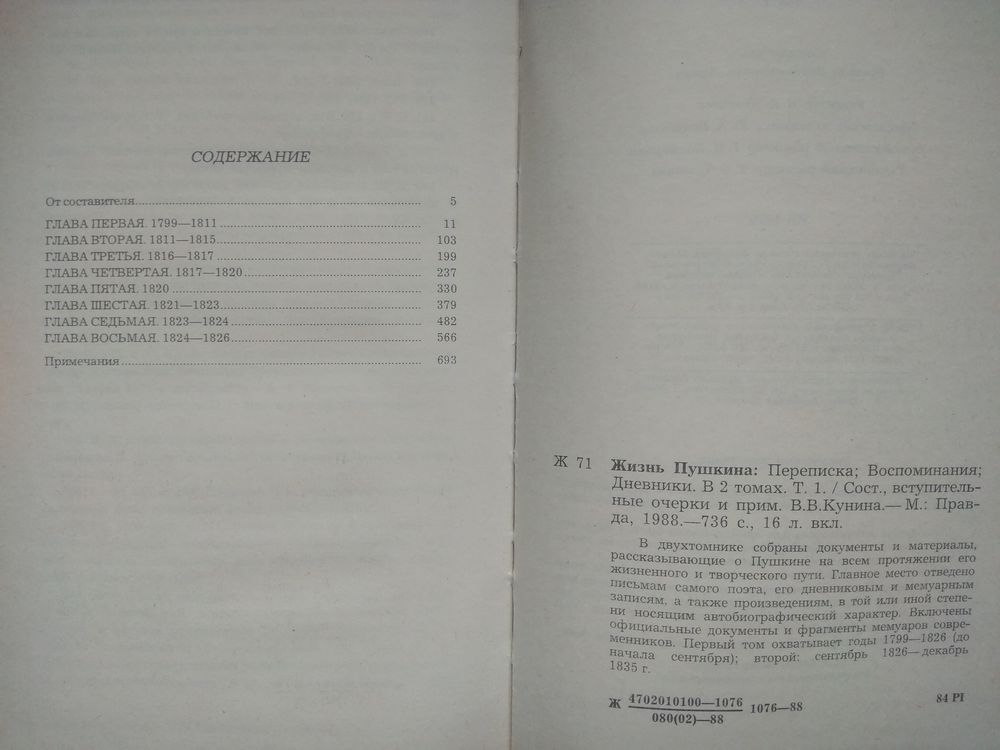 СОДЕРЖАНИЕ
От составителя.......... 5
ГЛАВА ПЕРВАЯ. 1799—1811.......... 11
ГЛАВА ВТОРАЯ. 1811—1815.......... 103
ГЛАВА ТРЕТЬЯ. 1816—1817.......... 199
ГЛАВА ЧЕТВЕРТАЯ. 1817—1820.......... 237
ГЛАВА ПЯТАЯ. 1820.......... 330
ГЛАВА ШЕСТАЯ. 1821—1823.......... 379
ГЛАВА СЕДЬМАЯ. 1823—1824.......... 482
ГЛАВА ВОСЬМАЯ. 1824—1826.......... 566
Примечания.......... 693
Ж 71 Жизнь Пушкина: Переписка; Воспоминания;
Дневники. В 2 томах. Т. 1. / Сост., вступитель-
ные очерки и прим. В.В.Кунина.— М.: Прав-
да, 1988.—736 с., 16 л. вкл.
В двухтомнике собраны документы и материалы,
рассказывающие о Пушкине на всем протяжении его
жизненного и творческого пути. Главное место отведено
письмам самого поэта, его дневниковым и мемуарным
записям, а также произведениям, в той или иной степе-
ни носящим автобиографический характер. Включены
официальные документы и фрагменты мемуаров совре-
менников. Первый том охватывает годы 1799—1826 (до
начала сентября); второй: сентябрь 1826—декабрь
1835 г.
Ж 4702010100—1076 1076—88 84 Р1
080(02)—88